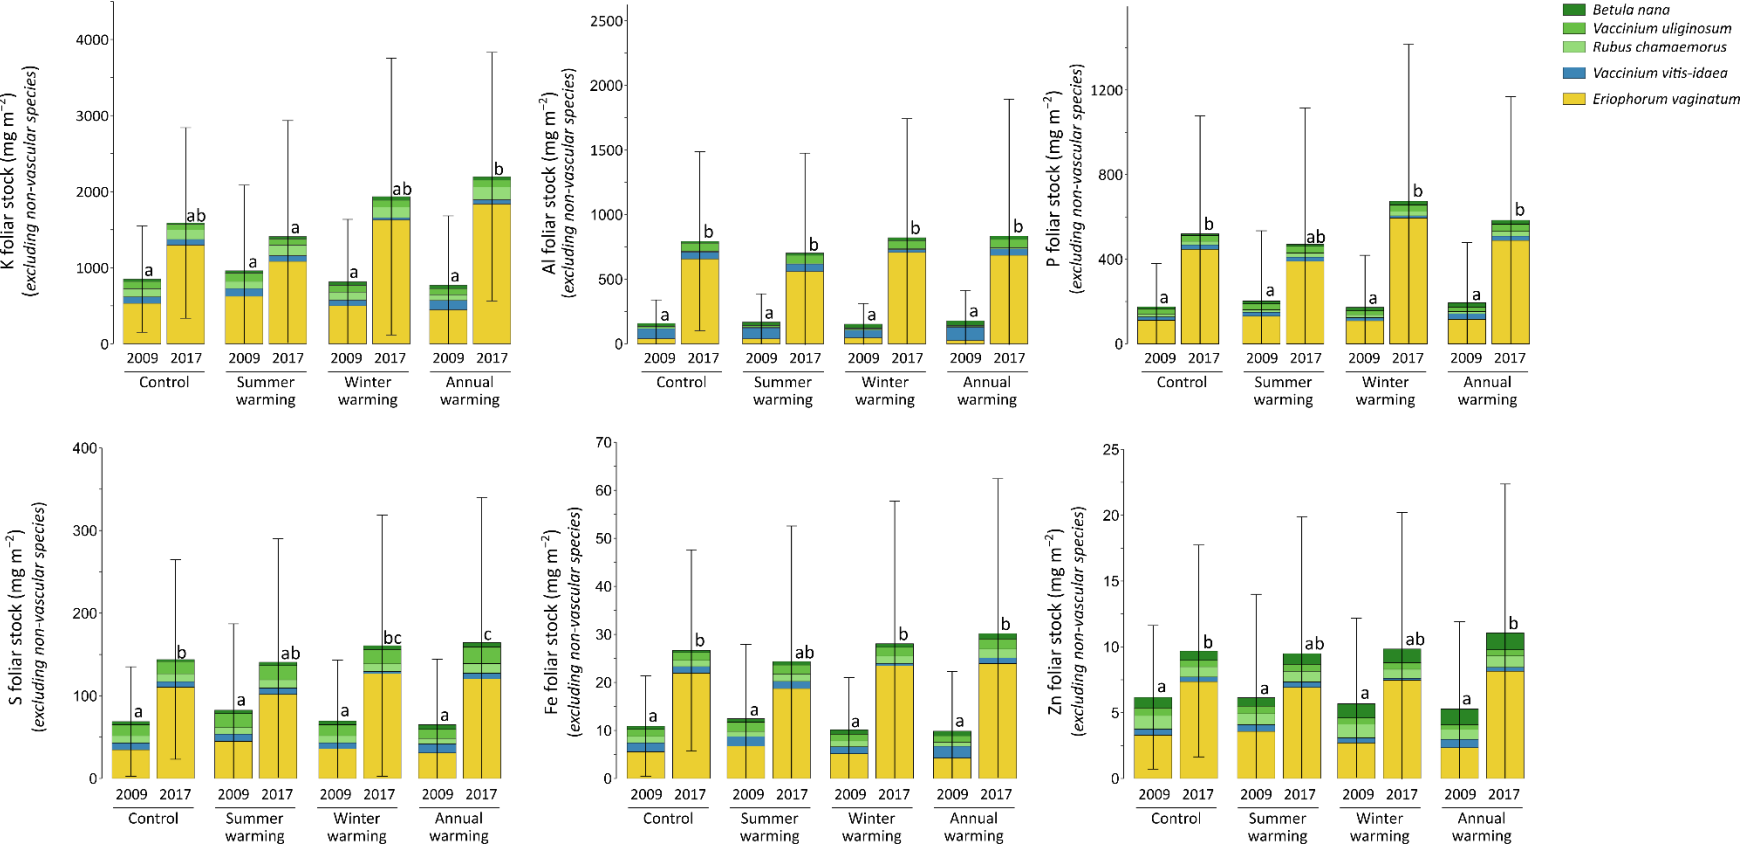 K foliar stock (mg m⁻²)
(excluding non-vascular species)
4000
3000
2000
1000
0
a
ab
a
a
a
ab
a
b
2009 2017 2009 2017 2009 2017 2009 2017
Control Summer warming Winter warming Annual warming
Al foliar stock (mg m⁻²)
(excluding non-vascular species)
2500
2000
1500
1000
500
0
a
b
a
b
a
b
a
b
2009 2017 2009 2017 2009 2017 2009 2017
Control Summer warming Winter warming Annual warming
P foliar stock (mg m⁻²)
(excluding non-vascular species)
1200
800
400
0
a
b
a
ab
a
b
a
b
2009 2017 2009 2017 2009 2017 2009 2017
Control Summer warming Winter warming Annual warming
Betula nana
Vaccinium uliginosum
Rubus chamaemorus
Vaccinium vitis-idaea
Eriophorum vaginatum
S foliar stock (mg m⁻²)
(excluding non-vascular species)
400
300
200
100
0
a
b
a
ab
a
bc
a
c
2009 2017 2009 2017 2009 2017 2009 2017
Control Summer warming Winter warming Annual warming
Fe foliar stock (mg m⁻²)
(excluding non-vascular species)
70
60
50
40
30
20
10
0
a
b
a
ab
a
b
a
b
2009 2017 2009 2017 2009 2017 2009 2017
Control Summer warming Winter warming Annual warming
Zn foliar stock (mg m⁻²)
(excluding non-vascular species)
25
20
15
10
5
0
a
b
a
ab
a
ab
a
b
2009 2017 2009 2017 2009 2017 2009 2017
Control Summer warming Winter warming Annual warming